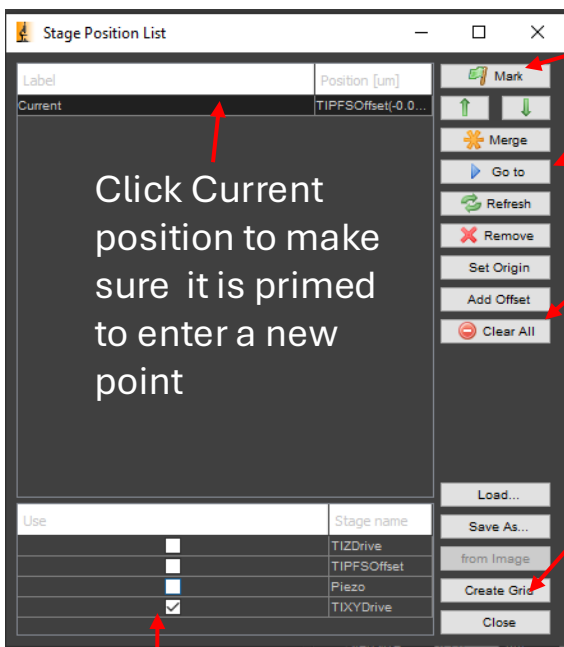 Stage Position List
Label Position [um]
Current TIPFSOffset(-0.0...
Mark
Merge
Go to
Refresh
Remove
Set Origin
Add Offset
Clear All
Click Current
position to make
sure it is primed
to enter a new
point
Load...
Save As...
from Image
Create Grid
Close
Use Stage name
TIZDrive
TIPFSOffset
Piezo
TIXYDrive